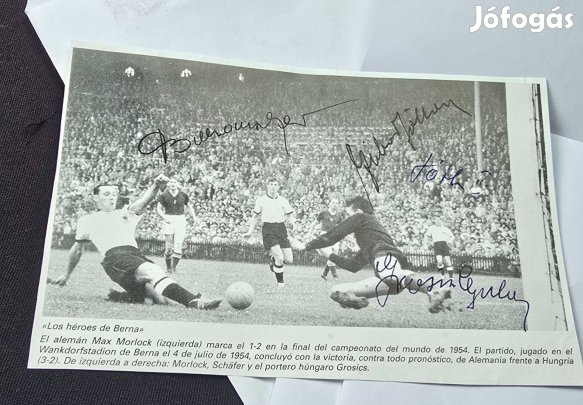 Jófogás
«Los héroes de Berna»
El alemán Max Morlock (izquierda) marca el 1-2 en la final del campeonato del mundo de 1954. El partido, jugado en el
Wankdorfstadion de Berna el 4 de julio de 1954, concluyó con la victoria, contra todo pronóstico, de Alemania frente a Hungría
(3-2). De izquierda a derecha: Morlock, Schäfer y el portero húngaro Grosics.